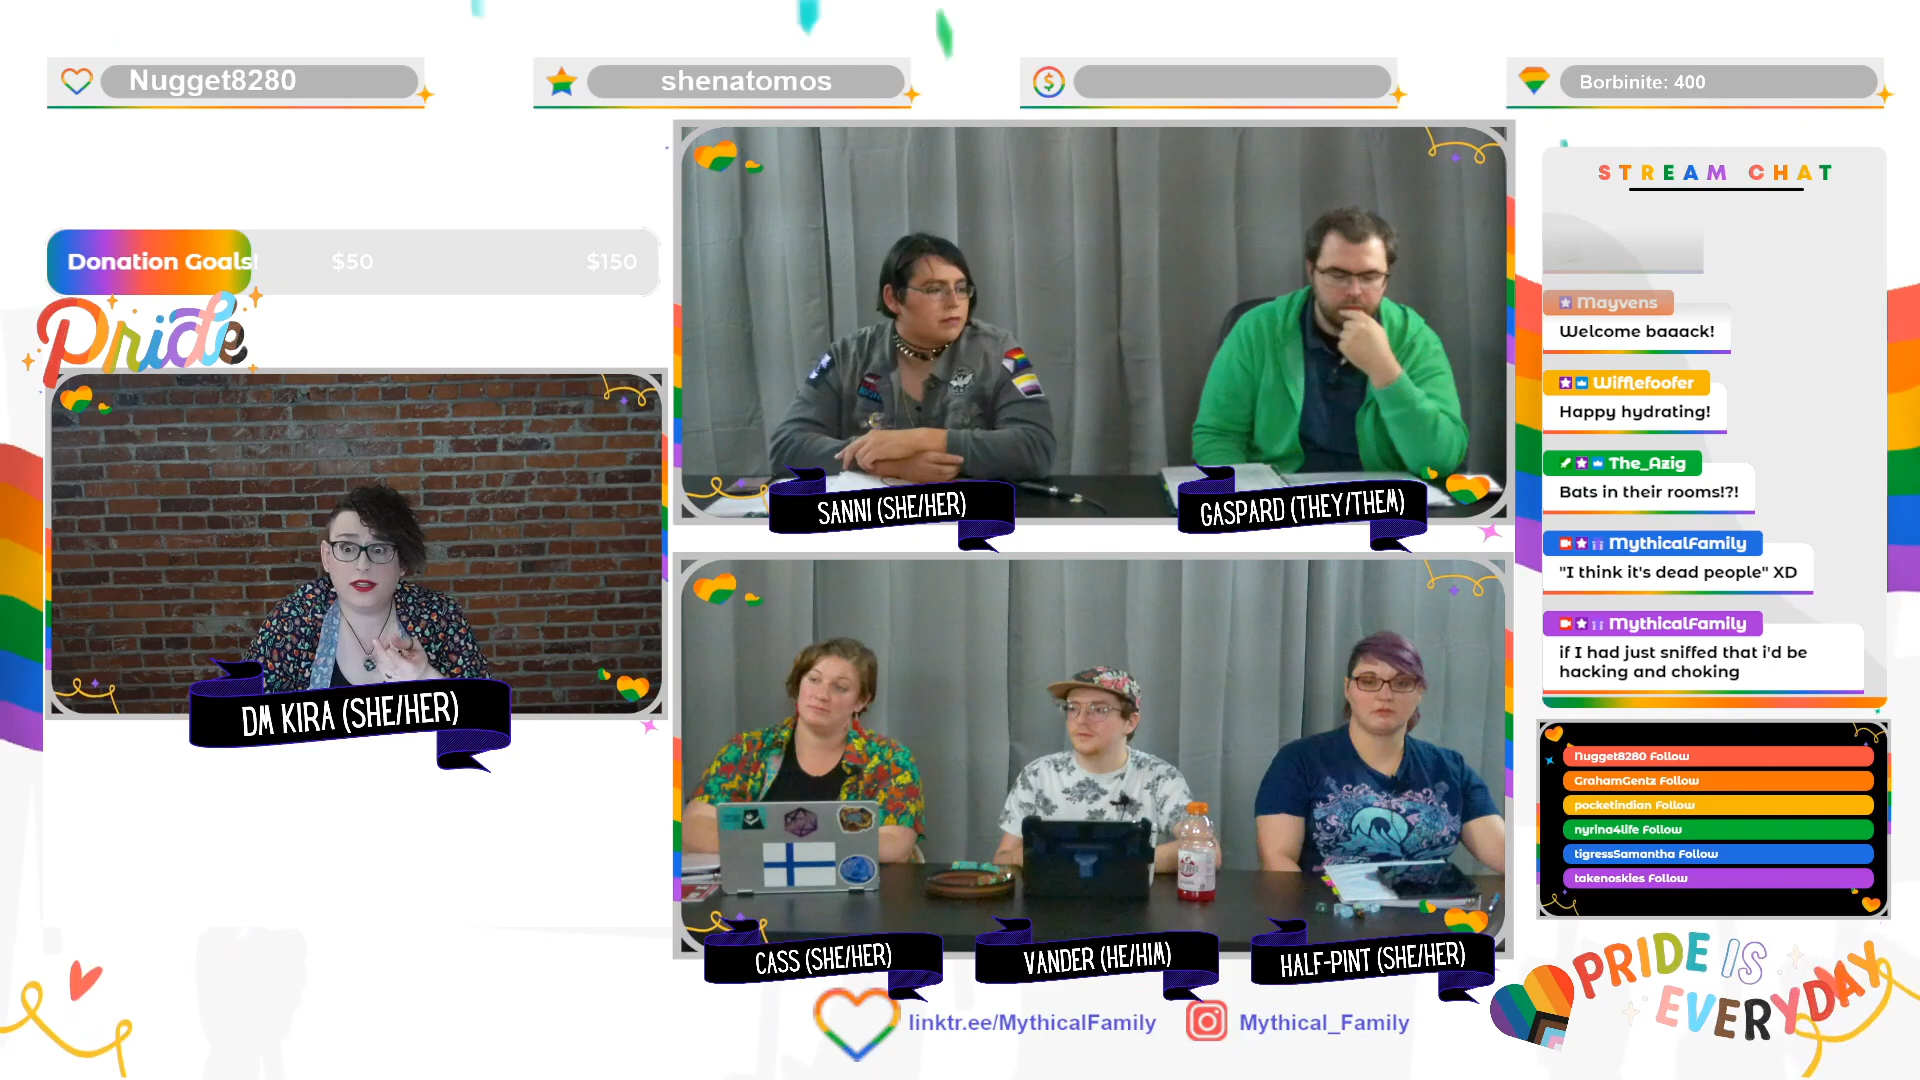 Nugget8280
shenatomos
Borbinite: 400
Donation Goals!
$50
$150
Pride
DM KIRA (SHE/HER)
SANNI (SHE/HER)
GASPARD (THEY/THEM)
CASS (SHE/HER)
VANDER (HE/HIM)
HALF-PINT (SHE/HER)
STREAM CHAT
Mayvens
Welcome baaack!
Wifflefoofer
Happy hydrating!
The_Azig
Bats in their rooms!?!
MythicalFamily
"I think it's dead people" XD
MythicalFamily
if I had just sniffed that i'd be
hacking and choking
Nugget8280 Follow
GrahamGentz Follow
pocketindian Follow
nyrina4life Follow
tigressSamantha Follow
takenoskies Follow
PRIDE IS
EVERYDAY
linktr.ee/MythicalFamily
Mythical_Family